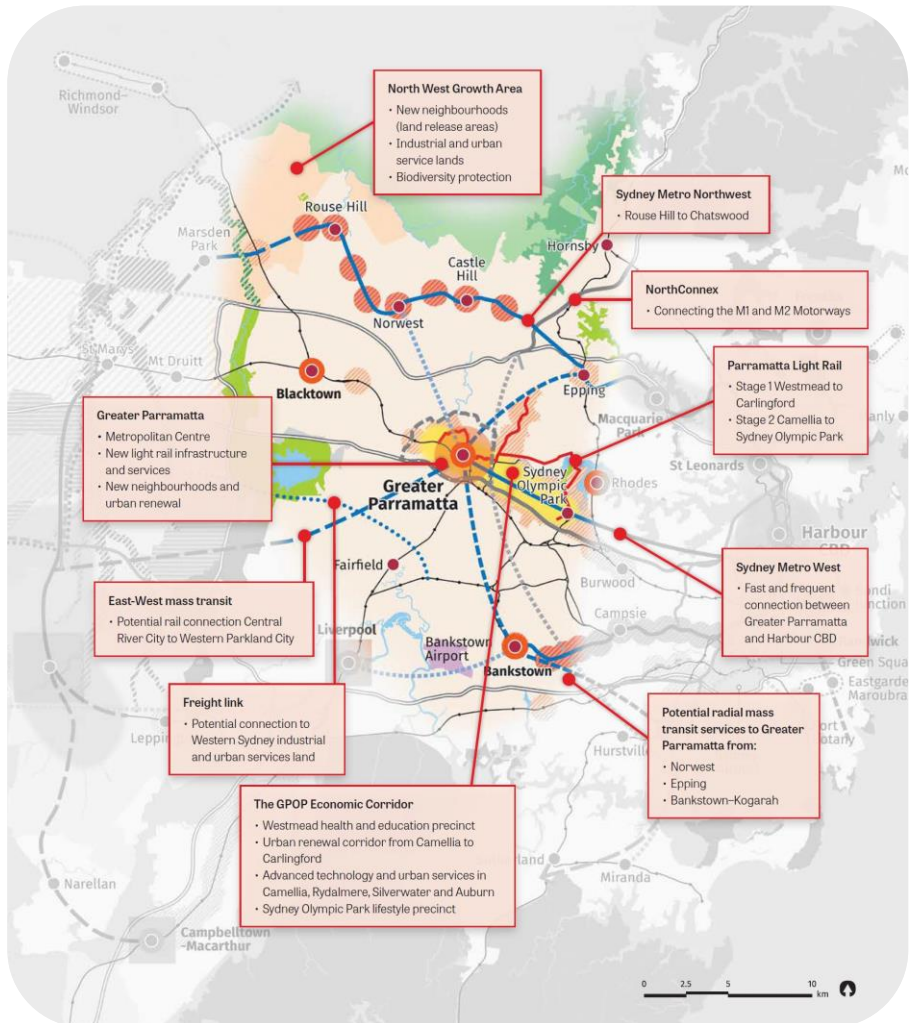 Richmond–
Windsor
North West Growth Area
• New neighbourhoods
(land release areas)
• Industrial and urban
service lands
• Biodiversity protection
Sydney Metro Northwest
• Rouse Hill to Chatswood
Rouse Hill
Marsden
Park
Hornsby
Castle
Hill
NorthConnex
• Connecting the M1 and M2 Motorways
Norwest
St Marys
Mt Druitt
Blacktown
Epping
Parramatta Light Rail
• Stage 1 Westmead to
Carlingford
• Stage 2 Camellia to
Sydney Olympic Park
Macquarie
Park
Greater Parramatta
• Metropolitan Centre
• New light rail infrastructure
and services
• New neighbourhoods and
urban renewal
St Leonards
Sydney
Olympic
Park
Rhodes
Greater
Parramatta
Harbour
CBD
Fairfield
Burwood
Sydney Metro West
• Fast and frequent
connection between
Greater Parramatta
and Harbour CBD
East-West mass transit
• Potential rail connection Central
River City to Western Parkland
City
Liverpool
Campsie
Bankstown
Airport
Bankstown
Green Squa
Eastgarde
Maroubra
Freight link
• Potential connection to
Western Sydney industrial
and urban services land
Lepp
Potential radial mass
transit services to Greater
Parramatta from:
• Norwest
• Epping
• Bankstown–Kogarah
Hurstvil
ort
otany
The GPOP Economic Corridor
• Westmead health and education precinct
• Urban renewal corridor from Camellia to
Carlingford
• Advanced technology and urban services in
Camellia, Rydalmere, Silverwater and Auburn
• Sydney Olympic Park lifestyle precinct
erland
Miranda
Narellan
Campbelltown
-Macarthur
0 2.5 5 10
km